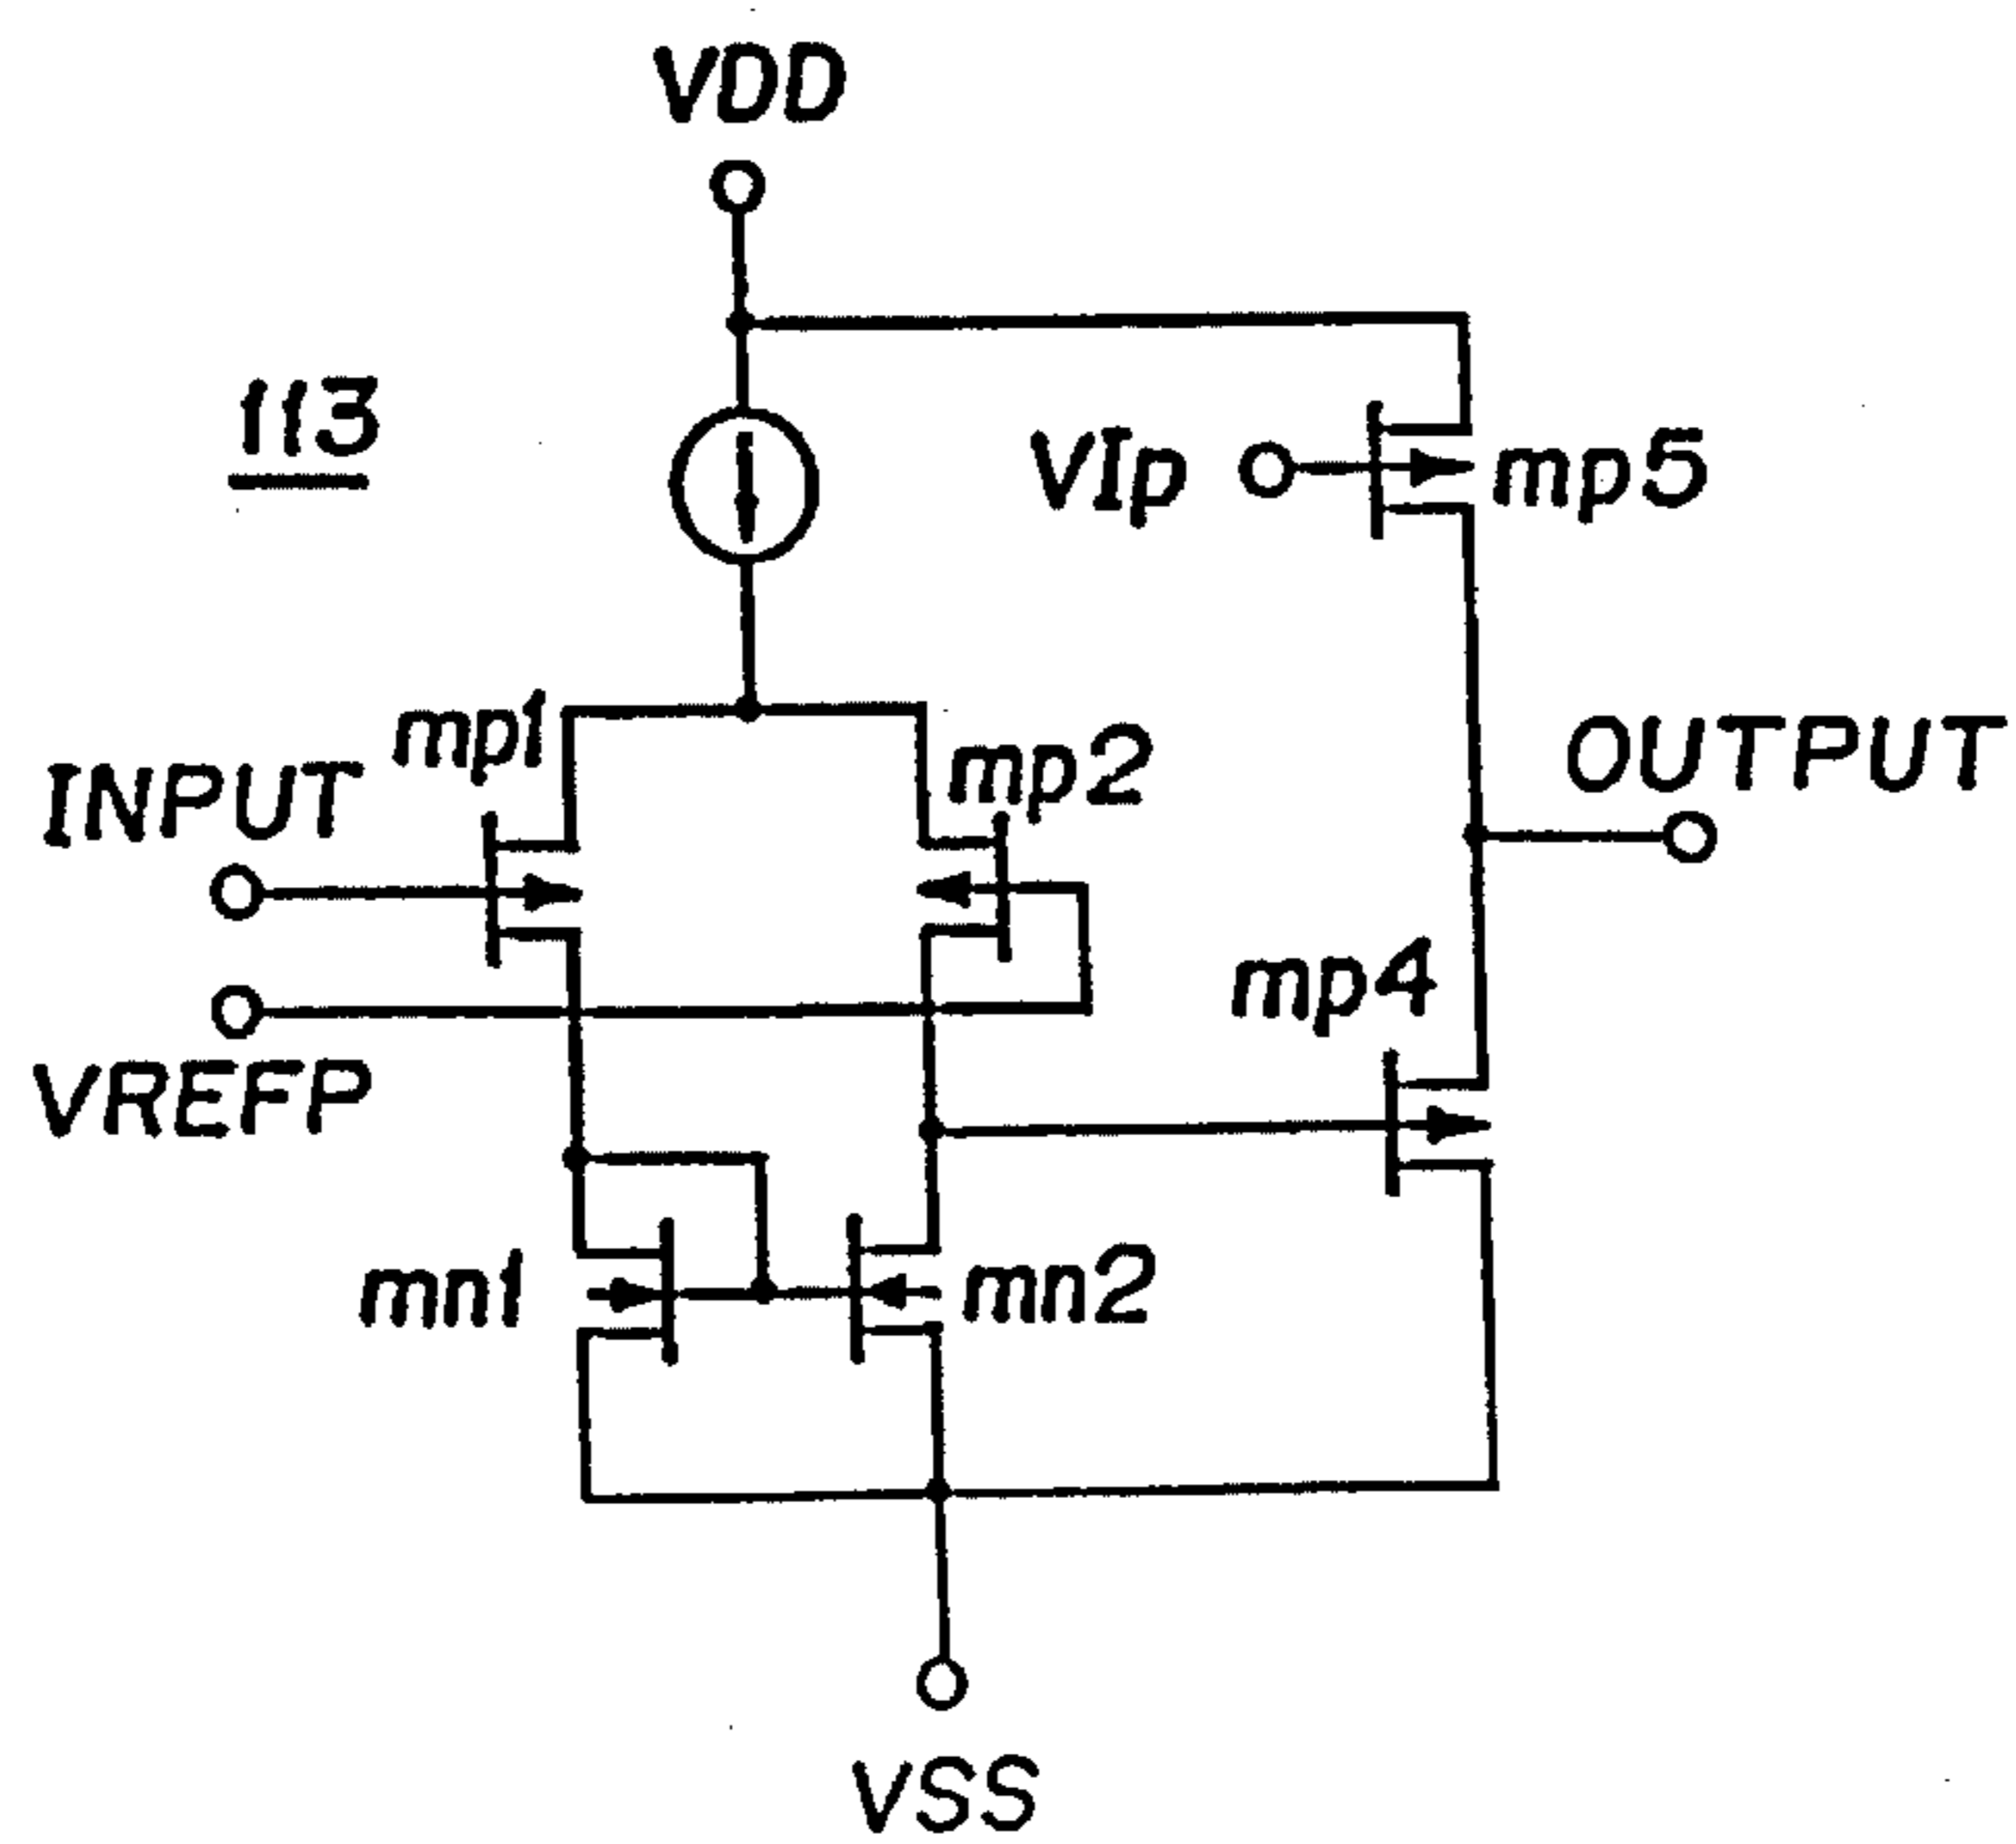 VDD
113
VIp
mp5
mp1
mp2
OUTPUT
INPUT
mp4
VREFP
mn1
mn2
VSS